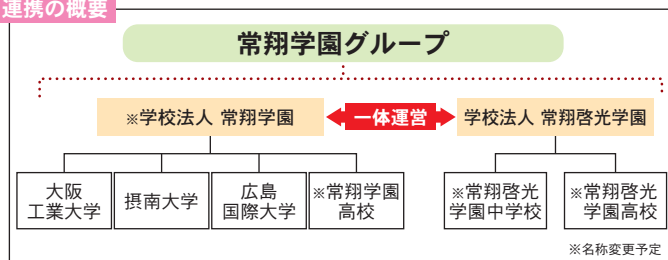 連携の概要
常翔学園グループ
※学校法人 常翔学園
一体運営
学校法人 常翔啓光学園
大阪
工業大学
摂南大学
広島
国際大学
※常翔学園
高校
※常翔啓光
学園中学校
※常翔啓光
学園高校
※名称変更予定